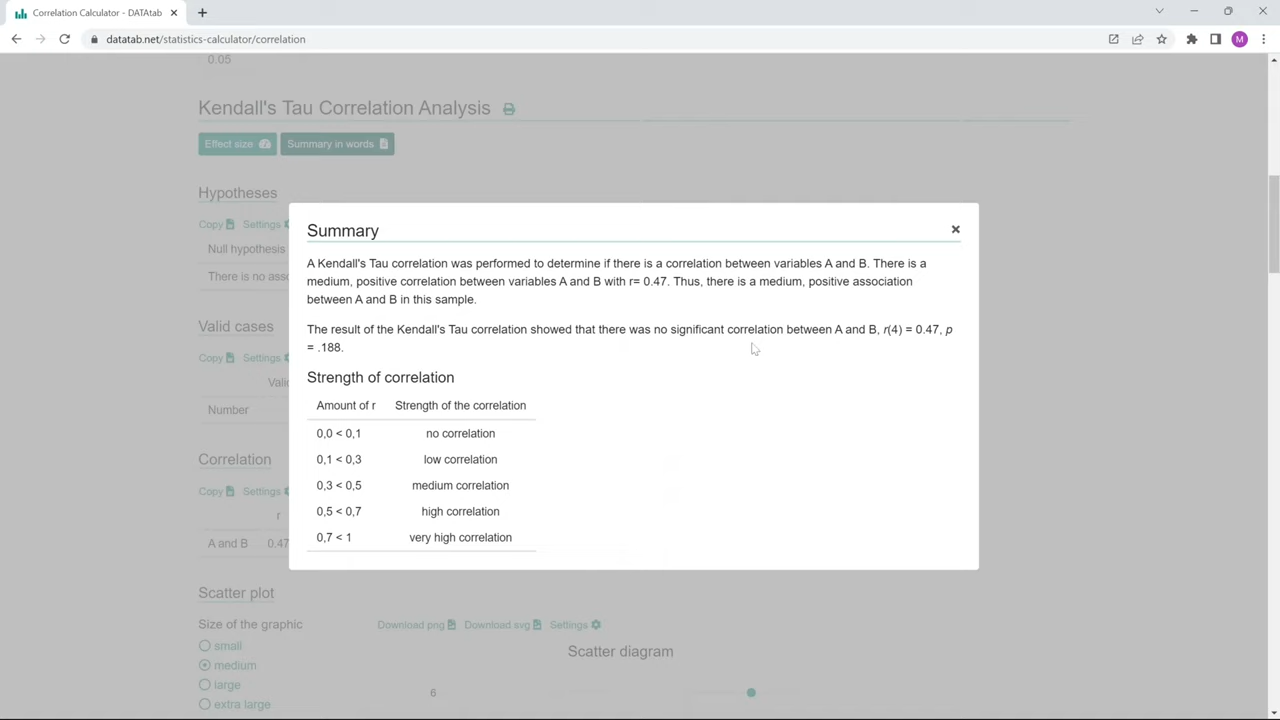 Correlation Calculator - DATAtab
datatab.net/statistics-calculator/correlation
M
0.05
Kendall's Tau Correlation Analysis
Effect size
Summary in words
Hypotheses
Copy Settings
Null hypothesis
There is no asso
Valid cases
Copy Settings
Valid
Number
Correlation
Copy Settings
r
A and B 0.47
Summary
A Kendall's Tau correlation was performed to determine if there is a correlation between variables A and B. There is a
medium, positive correlation between variables A and B with r= 0.47. Thus, there is a medium, positive association
between A and B in this sample.
The result of the Kendall's Tau correlation showed that there was no significant correlation between A and B, r(4) = 0.47, p
= .188.
Strength of correlation
Amount of r Strength of the correlation
0,0 < 0,1 no correlation
0,1 < 0,3 low correlation
0,3 < 0,5 medium correlation
0,5 < 0,7 high correlation
0,7 < 1 very high correlation
Scatter plot
Size of the graphic
small
medium
large
extra large
Download png Download svg Settings
Scatter diagram
6